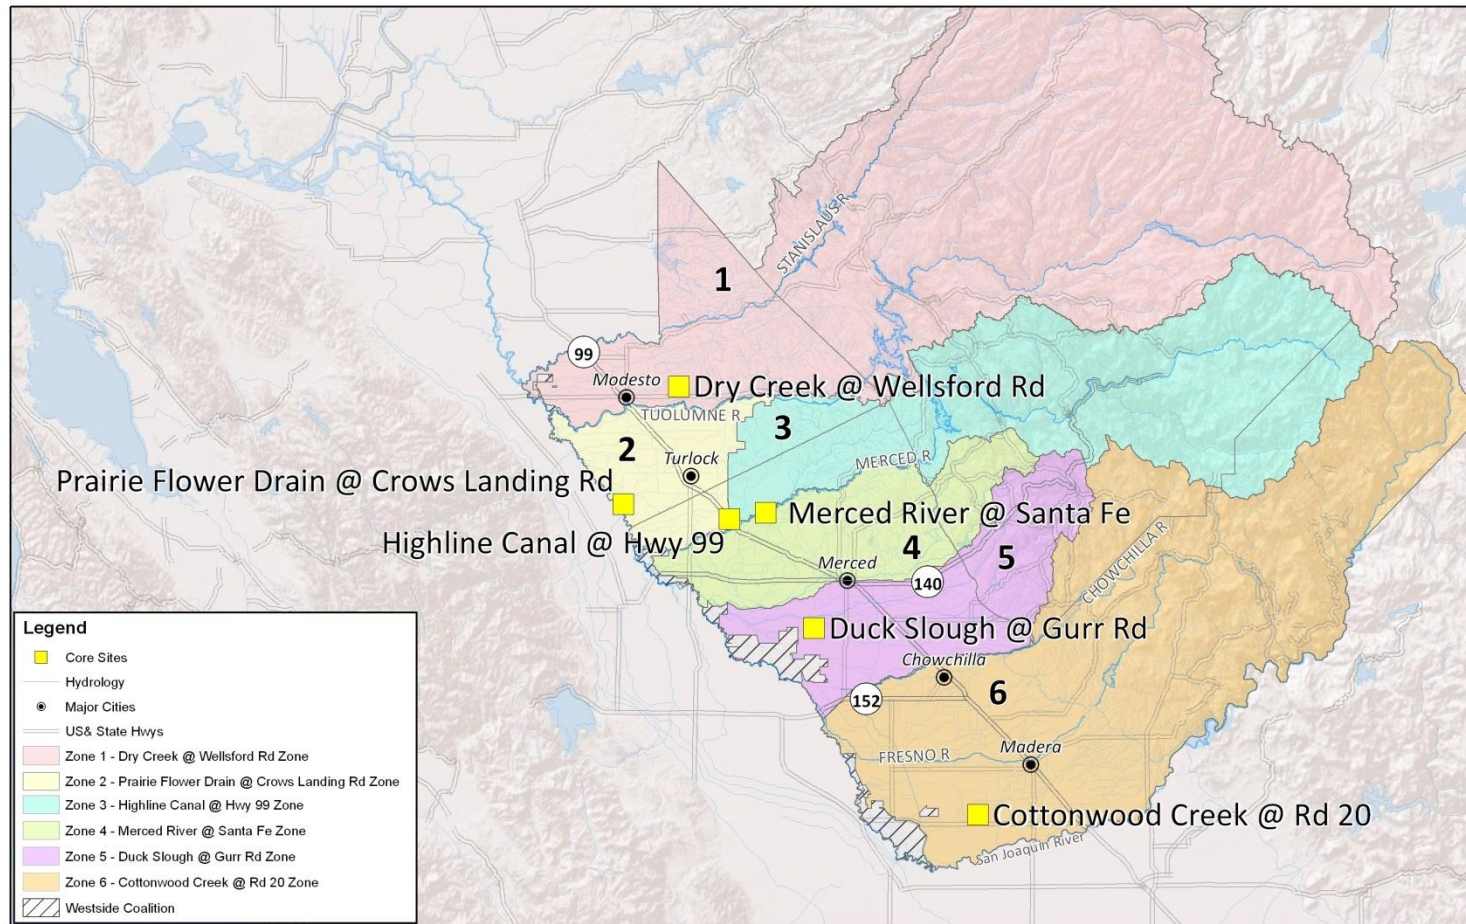 STANISLAUS R
1
99
Modesto
Dry Creek @ Wellsford Rd
TUOLUMNE R
2
3
Turlock
MERCED R
Prairie Flower Drain @ Crows Landing Rd
Merced River @ Santa Fe
Highline Canal @ Hwy 99
4
5
Merced
140
CHOWCHILLA R
Duck Slough @ Gurr Rd
Chowchilla
6
152
Madera
FRESNO R
Cottonwood Creek @ Rd 20
San Joaquin River
Legend
Core Sites
Hydrology
Major Cities
US& State Hwys
Zone 1 - Dry Creek @ Wellsford Rd Zone
Zone 2 - Prairie Flower Drain @ Crows Landing Rd Zone
Zone 3 - Highline Canal @ Hwy 99 Zone
Zone 4 - Merced River @ Santa Fe Zone
Zone 5 - Duck Slough @ Gurr Rd Zone
Zone 6 - Cottonwood Creek @ Rd 20 Zone
Westside Coalition